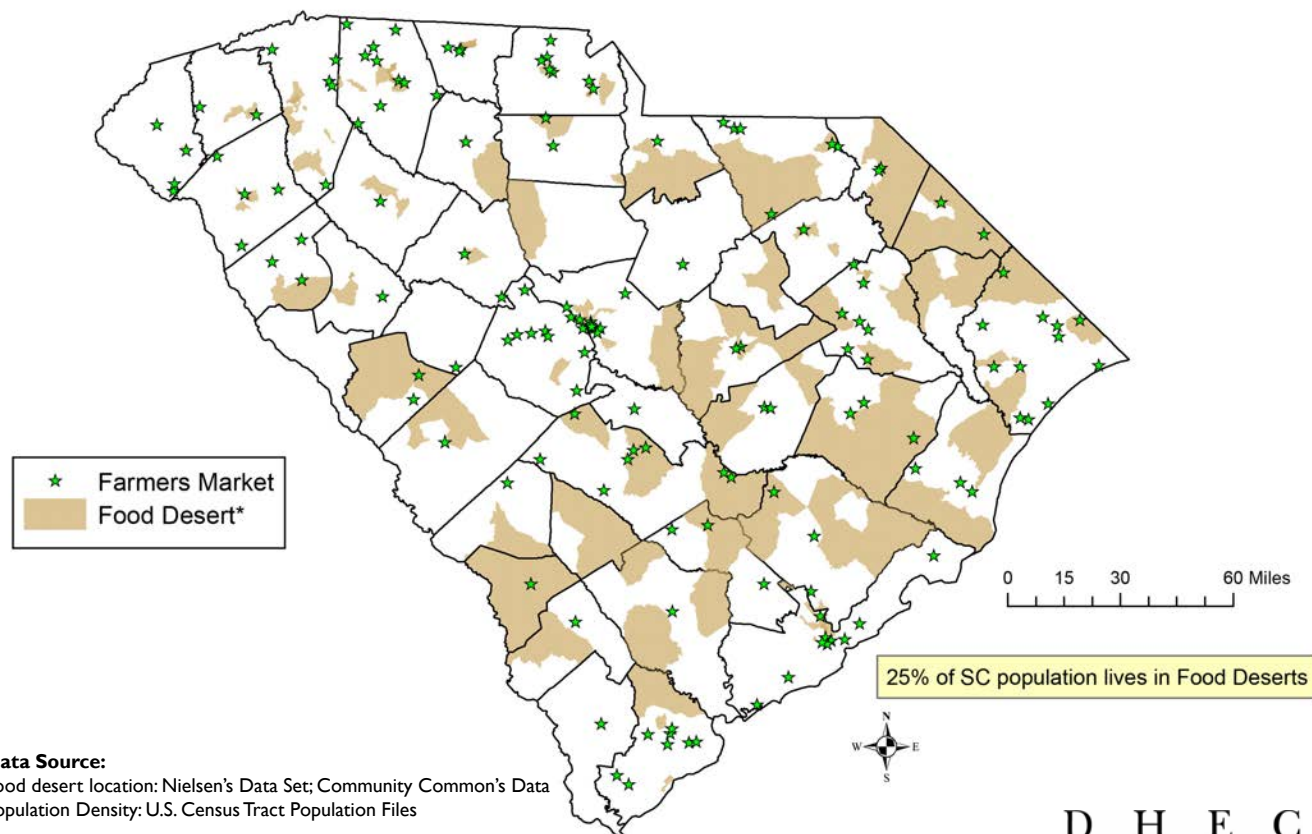 Farmers Market
Food Desert*
0 15 30 60 Miles
25% of SC population lives in Food Deserts
N
W E
S
ata Source:
ood desert location: Nielsen's Data Set; Community Common's Data
opulation Density: U.S. Census Tract Population Files
D H E C